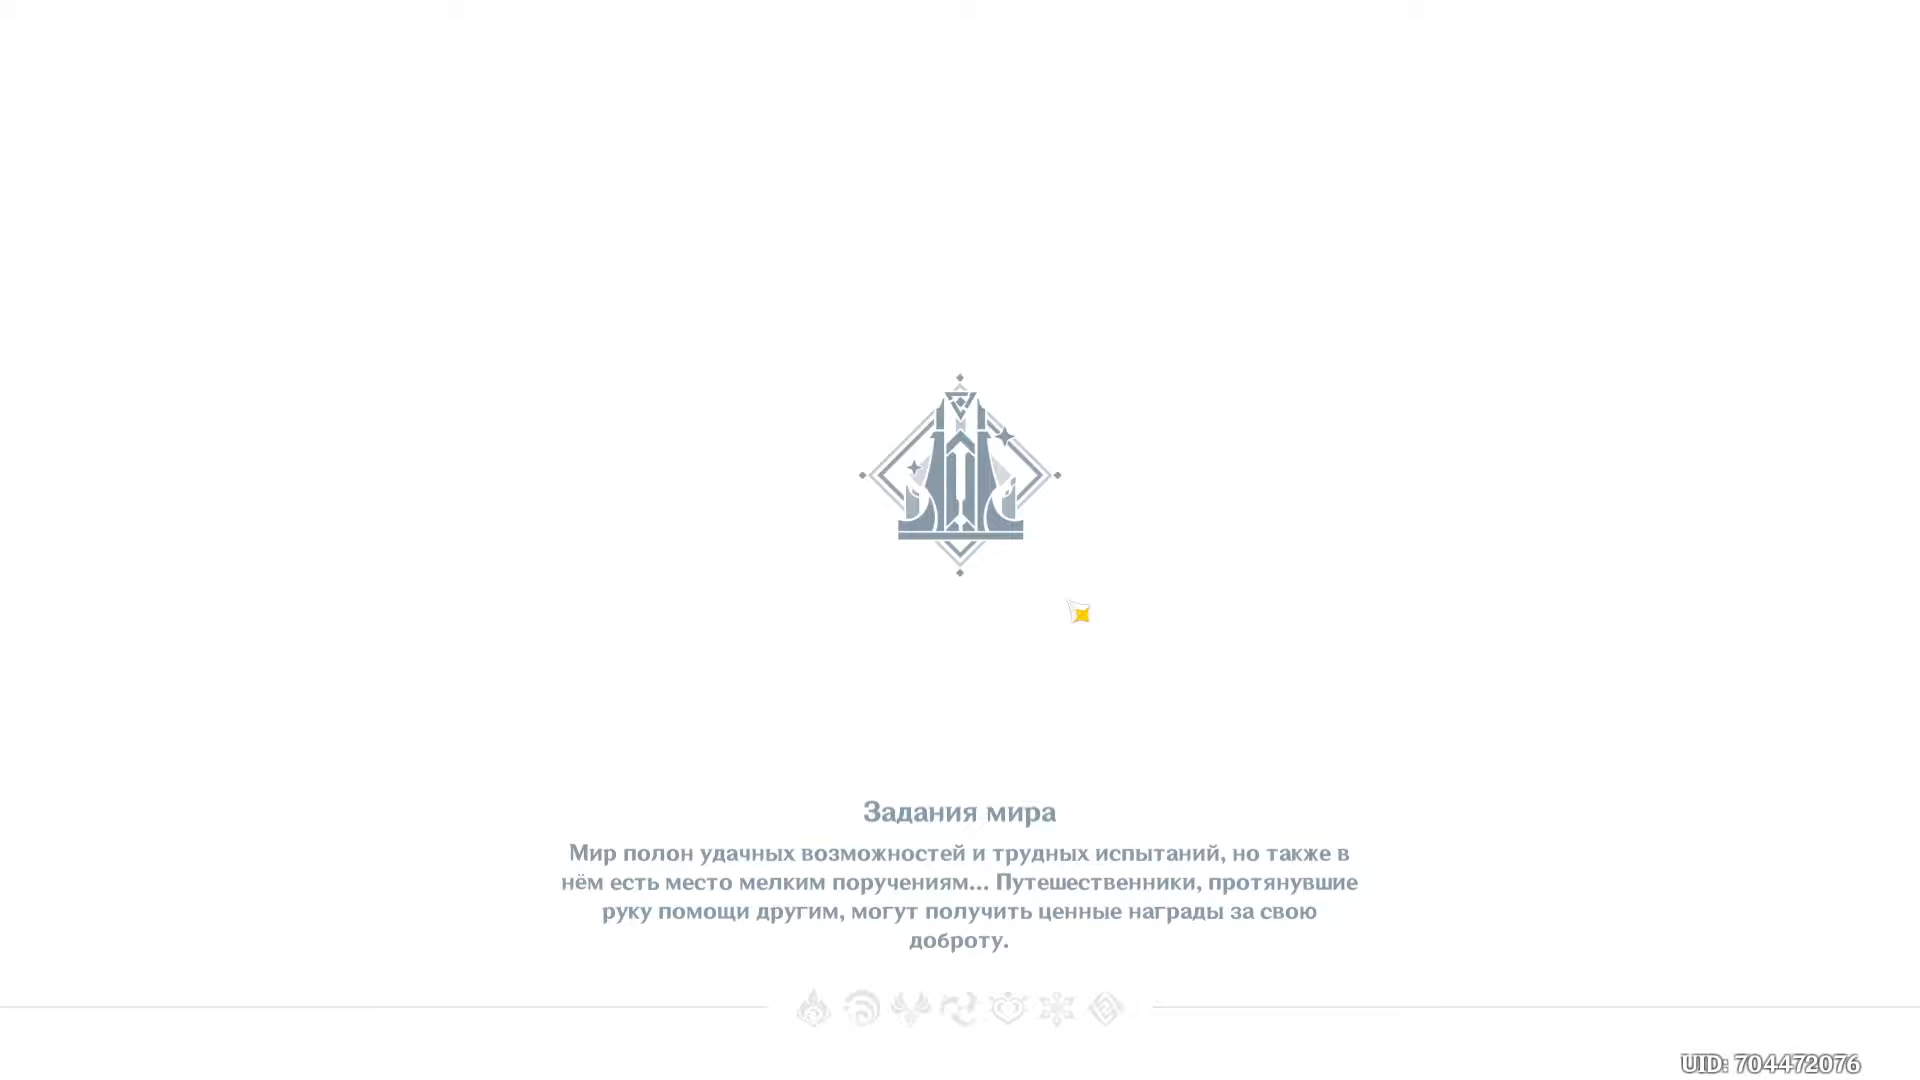 Задания мира
Мир полон удачных возможностей и трудных испытаний, но также в
нём есть место мелким поручениям... Путешественники, протянувшие
руку помощи другим, могут получить ценные награды за свою
доброту.
UID: 704472076